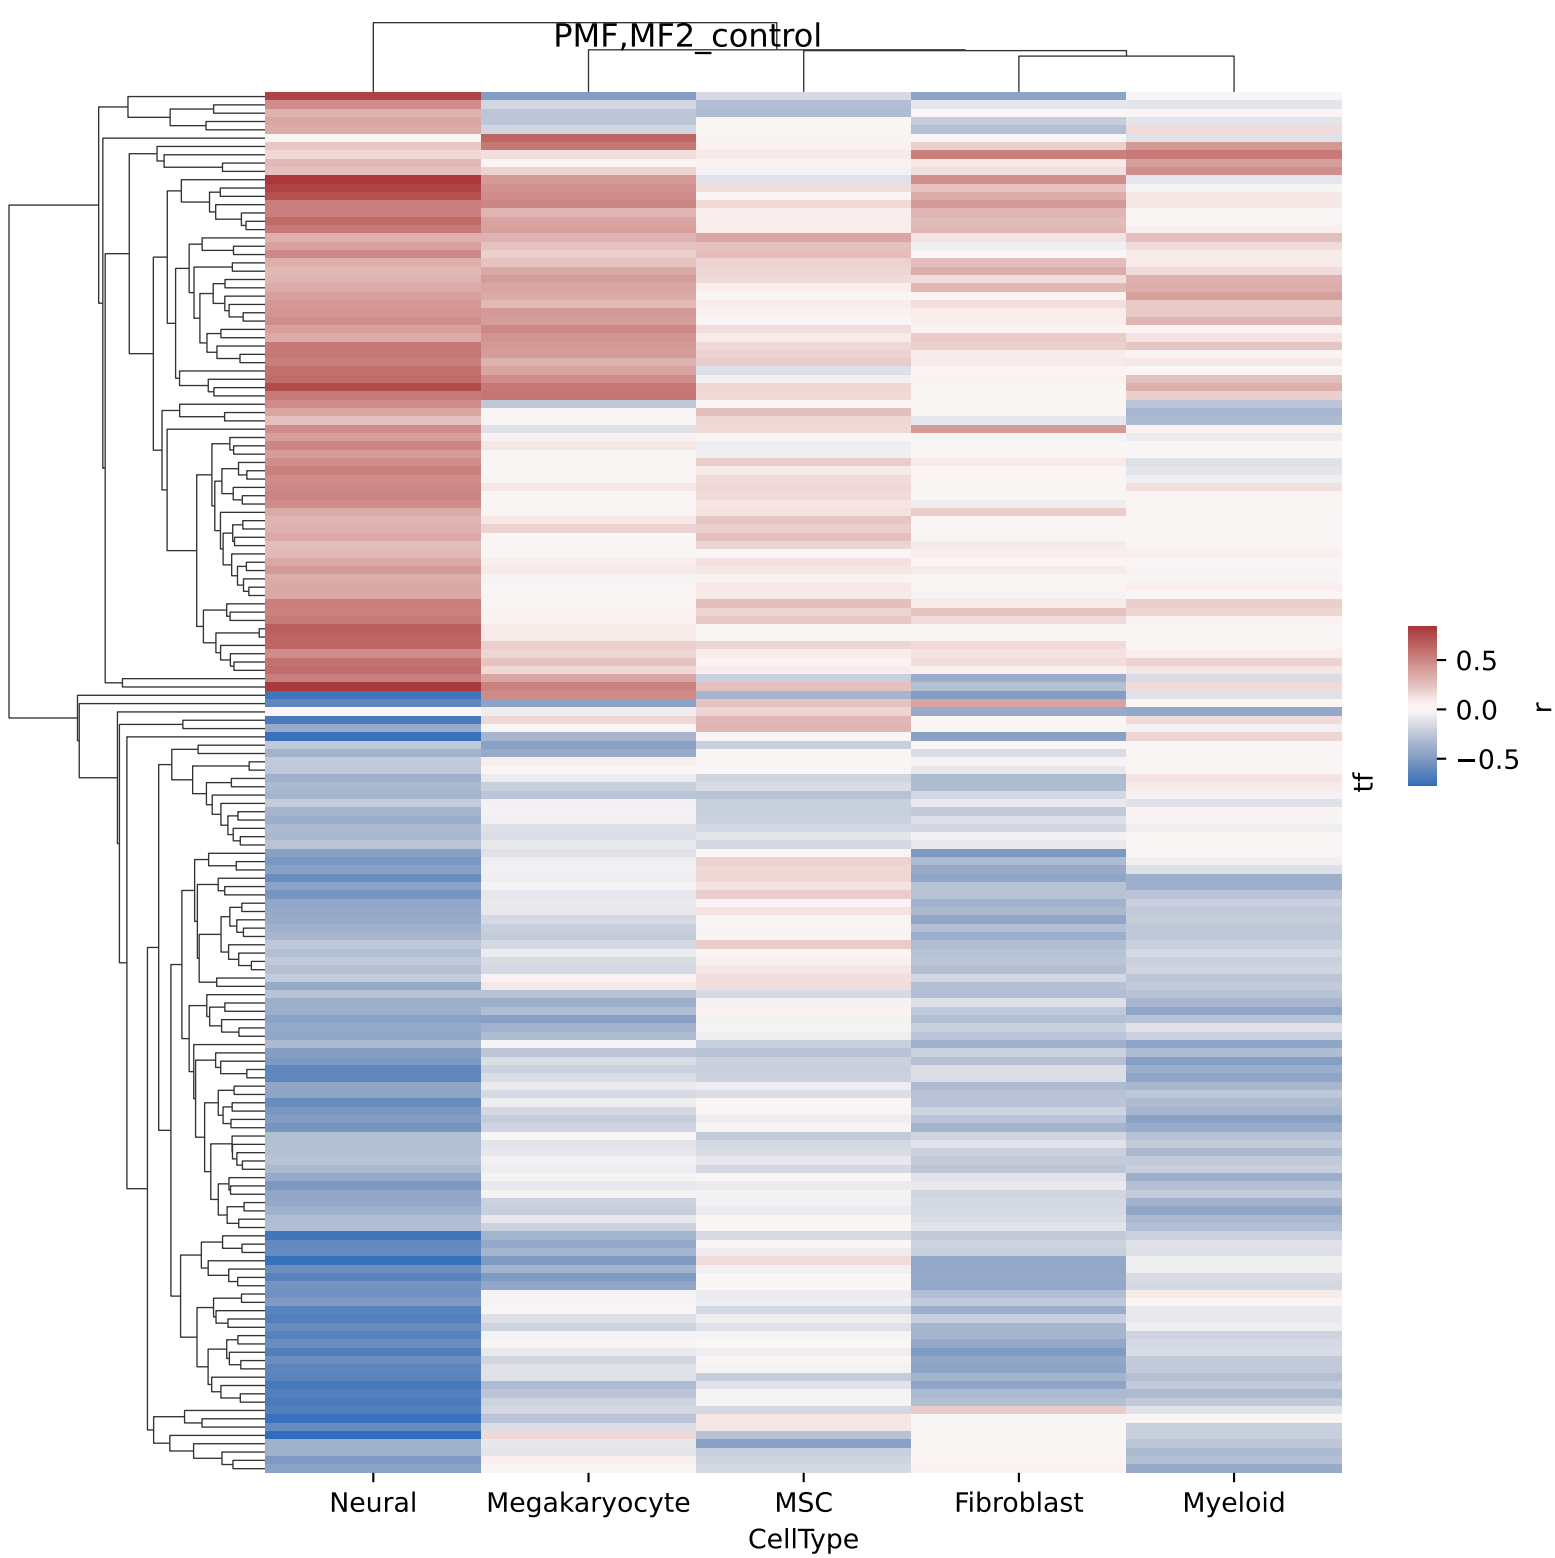 PMF,MF2_control
0.5
0.0
−0.5
r
tf
Neural
Megakaryocyte
MSC
Fibroblast
Myeloid
CellType